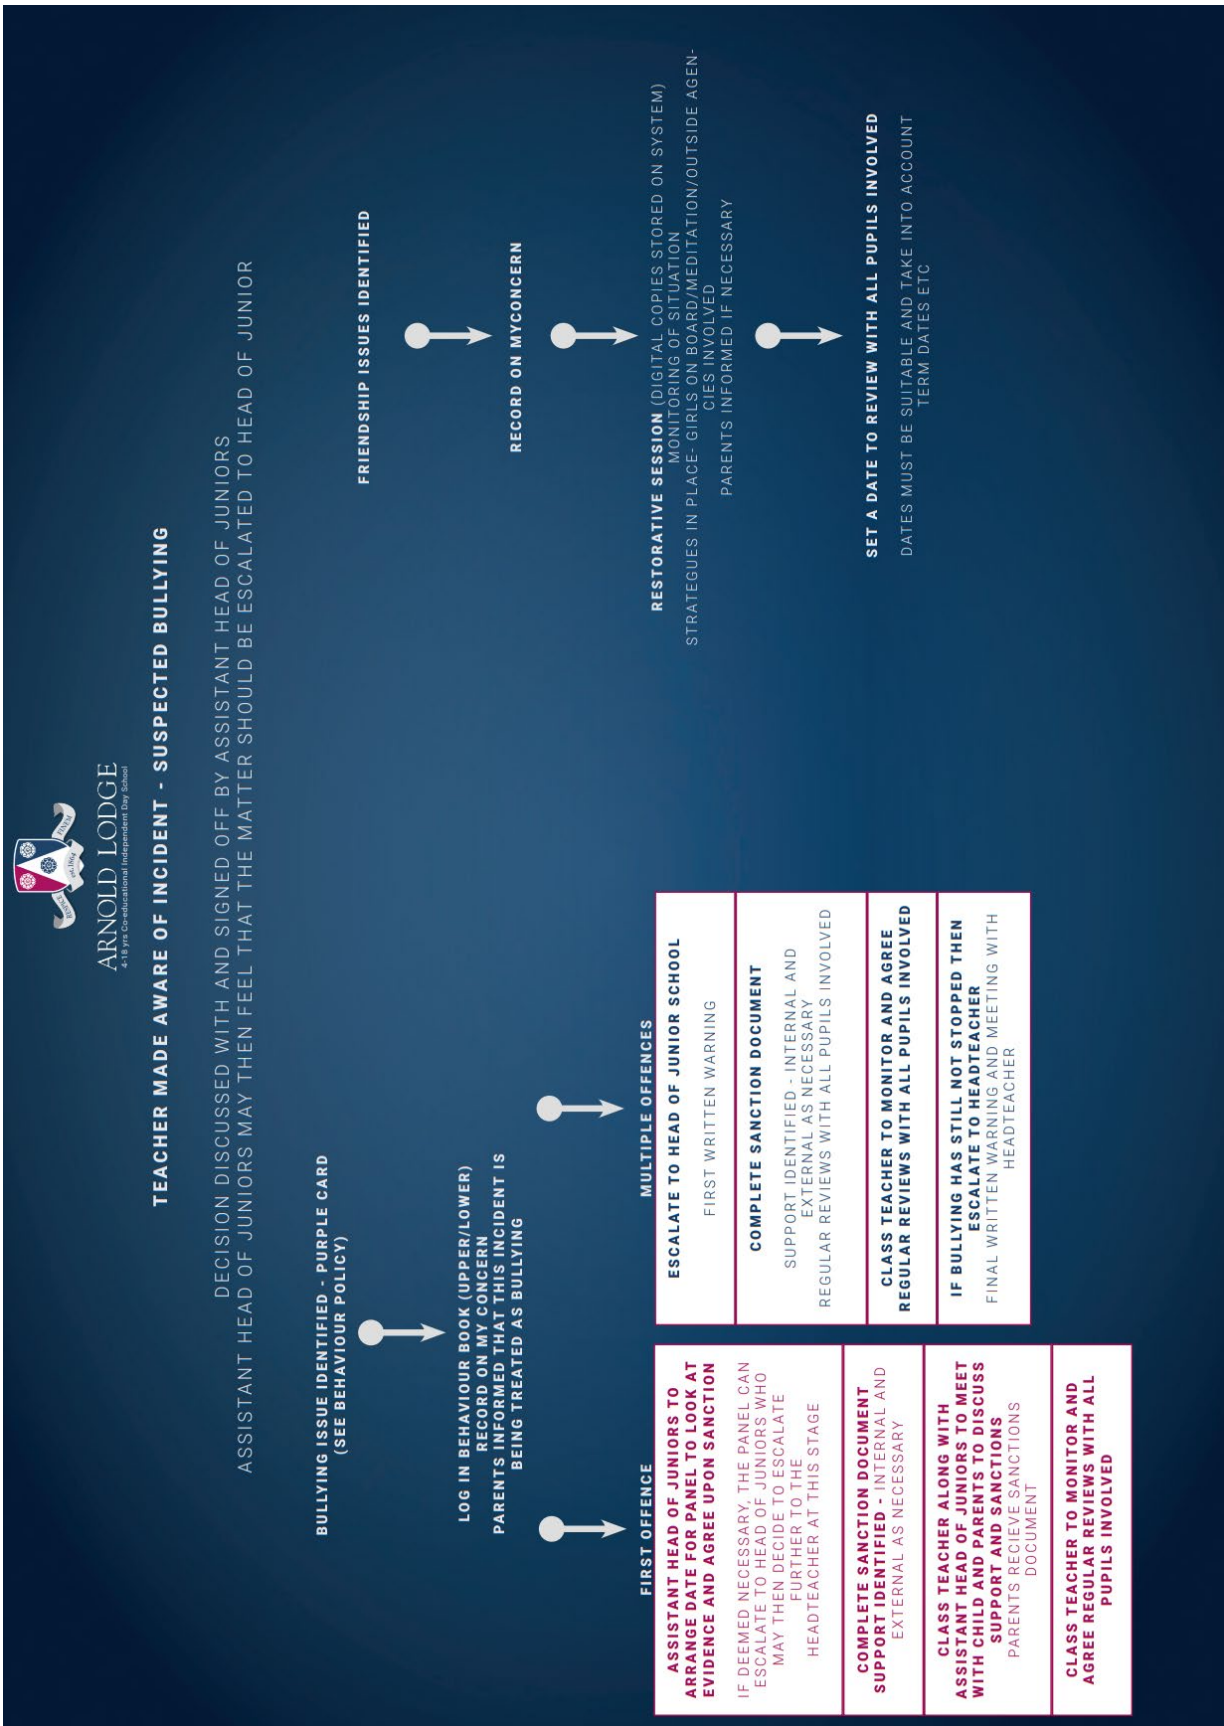 FINEM
RESPICE
EST. 1864
ARNOLD LODGE
4-18 yrs Co-educational Independent Day School
TEACHER MADE AWARE OF INCIDENT - SUSPECTED BULLYING
DECISION DISCUSSED WITH AND SIGNED OFF BY ASSISTANT HEAD OF JUNIORS
ASSISTANT HEAD OF JUNIORS MAY THEN FEEL THAT THE MATTER SHOULD BE ESCALATED TO HEAD OF JUNIOR
BULLYING ISSUE IDENTIFIED - PURPLE CARD
(SEE BEHAVIOUR POLICY)
LOG IN BEHAVIOUR BOOK (UPPER/LOWER)
RECORD ON MY CONCERN
PARENTS INFORMED THAT THIS INCIDENT IS
BEING TREATED AS BULLYING
FIRST OFFENCE
ASSISTANT HEAD OF JUNIORS TO
ARRANGE DATE FOR PANEL TO LOOK AT
EVIDENCE AND AGREE UPON SANCTION
IF DEEMED NECESSARY, THE PANEL CAN
ESCALATE TO HEAD OF JUNIORS WHO
MAY THEN DECIDE TO ESCALATE
FURTHER TO THE
HEADTEACHER AT THIS STAGE
COMPLETE SANCTION DOCUMENT
SUPPORT IDENTIFIED - INTERNAL AND
EXTERNAL AS NECESSARY
CLASS TEACHER ALONG WITH
ASSISTANT HEAD OF JUNIORS TO MEET
WITH CHILD AND PARENTS TO DISCUSS
SUPPORT AND SANCTIONS
PARENTS RECIEVE SANCTIONS
DOCUMENT
CLASS TEACHER TO MONITOR AND
AGREE REGULAR REVIEWS WITH ALL
PUPILS INVOLVED
MULTIPLE OFFENCES
ESCALATE TO HEAD OF JUNIOR SCHOOL
FIRST WRITTEN WARNING
COMPLETE SANCTION DOCUMENT
SUPPORT IDENTIFIED - INTERNAL AND
EXTERNAL AS NECESSARY
REGULAR REVIEWS WITH ALL PUPILS INVOLVED
CLASS TEACHER TO MONITOR AND AGREE
REGULAR REVIEWS WITH ALL PUPILS INVOLVED
IF BULLYING HAS STILL NOT STOPPED THEN
ESCALATE TO HEADTEACHER
FINAL WRITTEN WARNING AND MEETING WITH
HEADTEACHER
FRIENDSHIP ISSUES IDENTIFIED
RECORD ON MYCONCERN
RESTORATIVE SESSION (DIGITAL COPIES STORED ON SYSTEM)
MONITORING OF SITUATION
STRATEGUES IN PLACE- GIRLS ON BOARD/MEDITATION/OUTSIDE AGEN-
CIES INVOLVED
PARENTS INFORMED IF NECESSARY
SET A DATE TO REVIEW WITH ALL PUPILS INVOLVED
DATES MUST BE SUITABLE AND TAKE INTO ACCOUNT
TERM DATES ETC